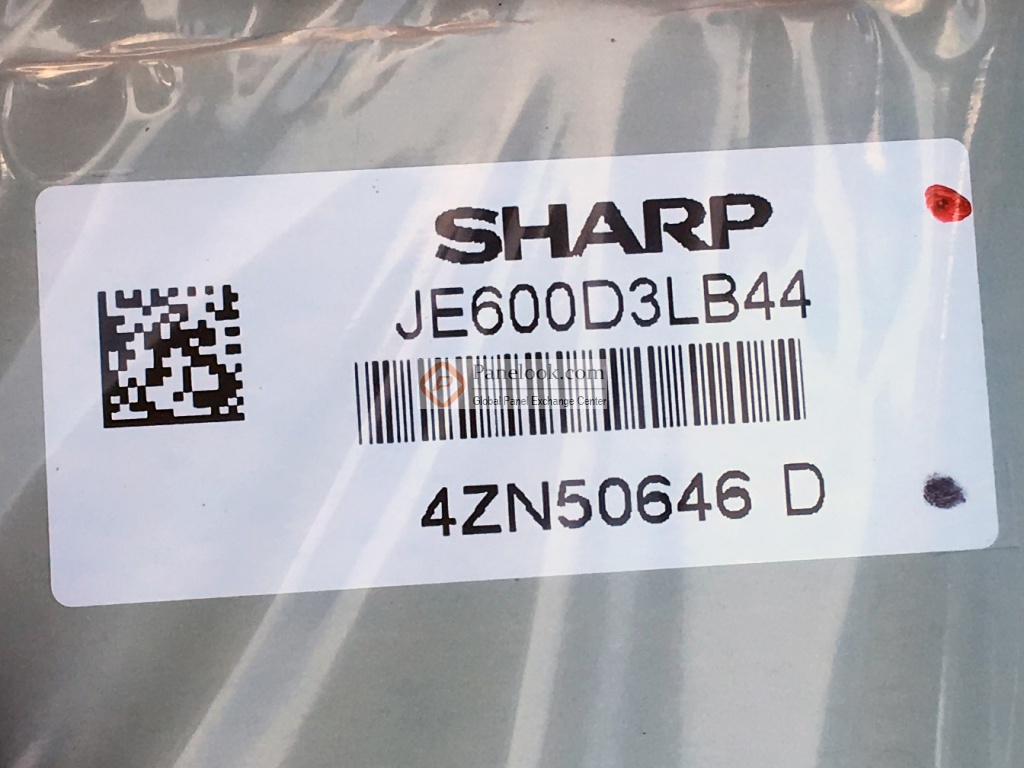 SHARP
JE600D3LB44
Panelook.com
Global Panel Exchange Center
4ZN50646 D